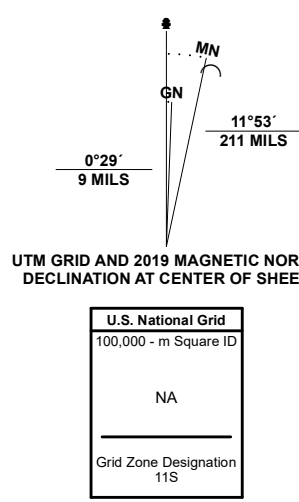 MN
GN
11°53´
211 MILS
0°29´
9 MILS
UTM GRID AND 2019 MAGNETIC NOR
DECLINATION AT CENTER OF SHEE
U.S. National Grid
100,000 - m Square ID
NA
Grid Zone Designation
11S